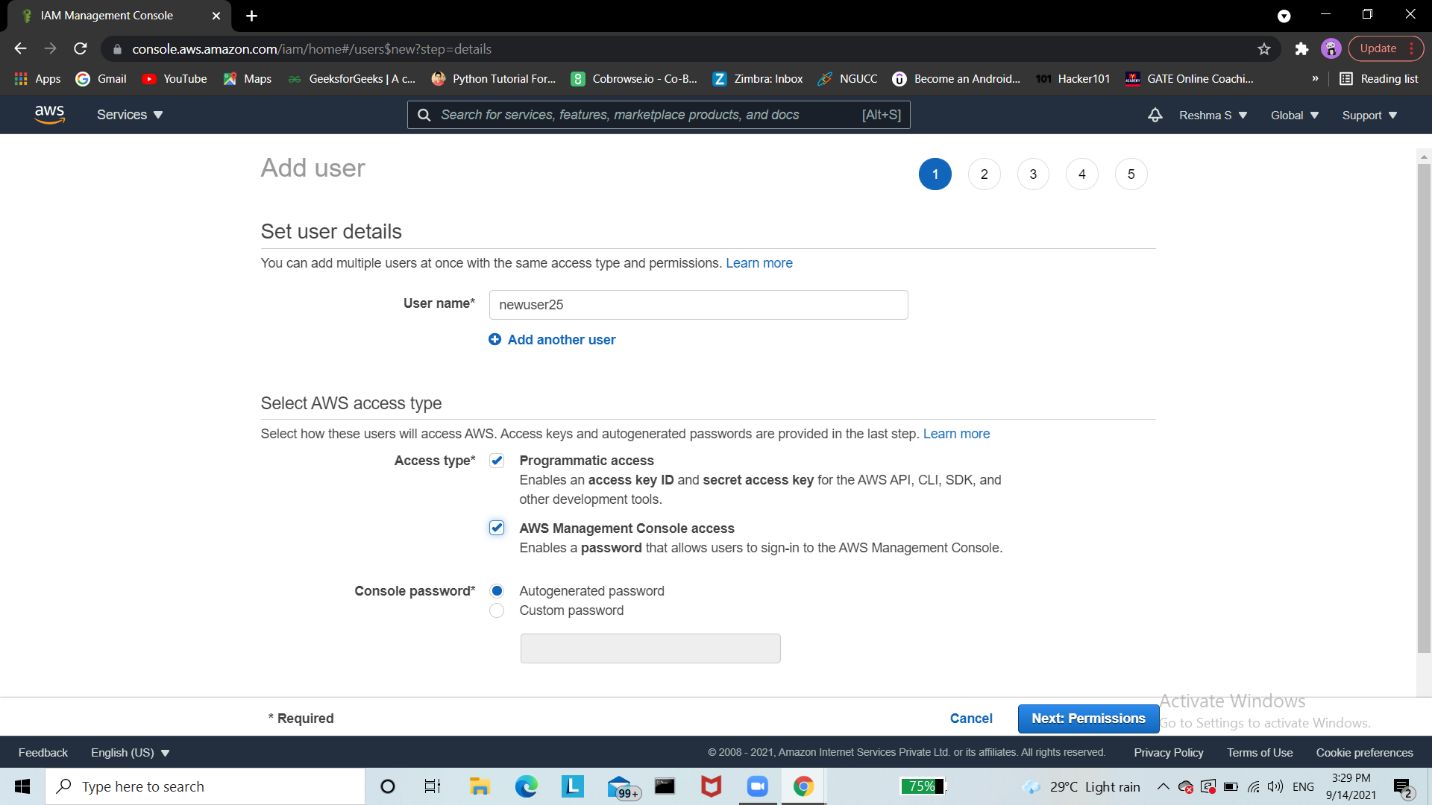 IAM Management Console
console.aws.amazon.com/iam/home#/users$new?step=details
Update
Apps
Gmail
YouTube
Maps
GeeksforGeeks | A c...
Python Tutorial For...
Cobrowse.io - Co-B...
Zimbra: Inbox
NGUCC
Become an Android...
101 Hacker101
GATE Online Coachi...
»
Reading list
aws
Services
Search for services, features, marketplace products, and docs
[Alt+S]
Reshma S
Global
Support
Add user
1 2 3 4 5
Set user details
You can add multiple users at once with the same access type and permissions. Learn more
User name*
newuser25
Add another user
Select AWS access type
Select how these users will access AWS. Access keys and autogenerated passwords are provided in the last step. Learn more
Access type*
Programmatic access
Enables an access key ID and secret access key for the AWS API, CLI, SDK, and
other development tools.
AWS Management Console access
Enables a password that allows users to sign-in to the AWS Management Console.
Console password*
Autogenerated password
Custom password
Activate Windows
Go to Settings to activate Windows.
* Required
Cancel
Next: Permissions
Feedback
English (US)
© 2008 - 2021, Amazon Internet Services Private Ltd. or its affiliates. All rights reserved.
Privacy Policy
Terms of Use
Cookie preferences
Type here to search
L
99+
75%
29°C Light rain
ENG
3:29 PM
9/14/2021
2